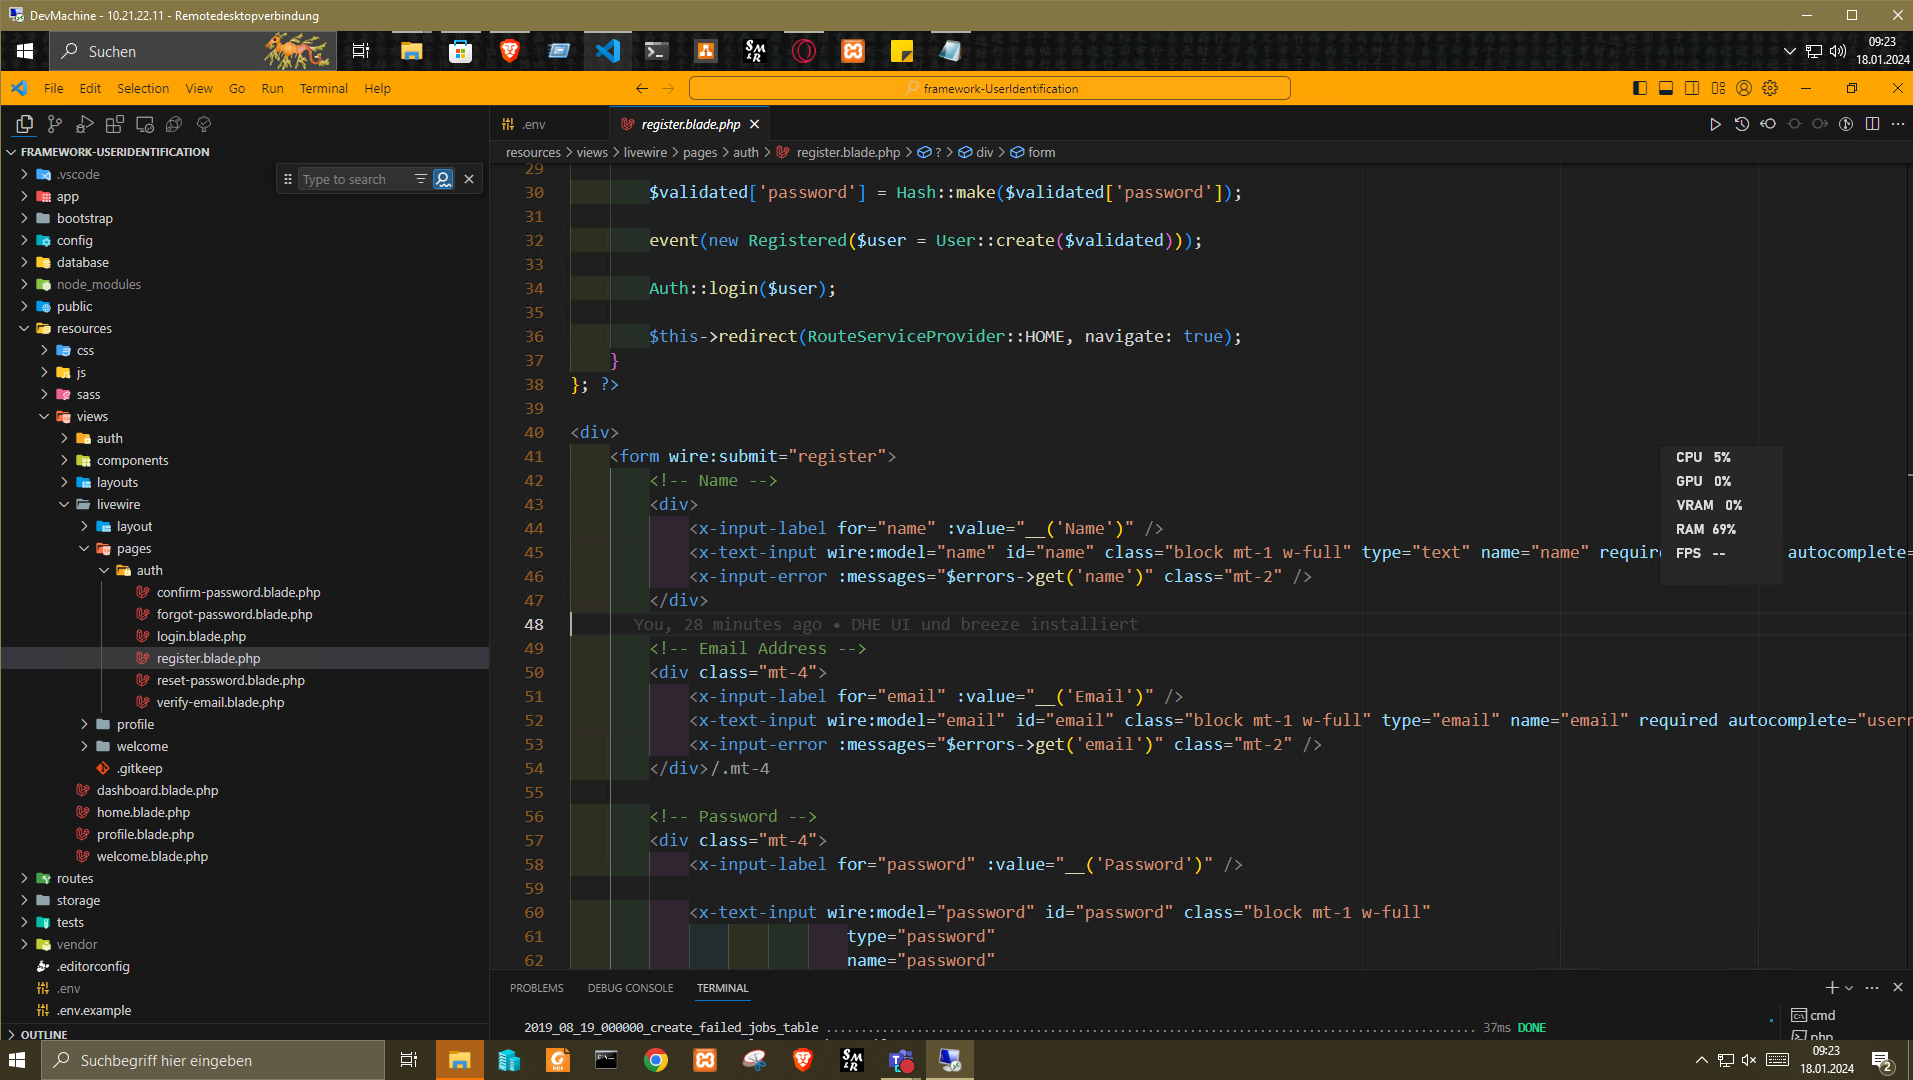 DevMachine - 10.21.22.11 - Remotedesktopverbindung
Suchen
09:23
18.01.2024
File Edit Selection View Go Run Terminal Help
framework-UserIdentification
.env
register.blade.php
FRAMEWORK-USERIDENTIFICATION
Type to search
resources > views > livewire > pages > auth > register.blade.php > ? > div > form
.vscode
app
bootstrap
config
database
node_modules
public
resources
css
js
sass
views
auth
components
layouts
livewire
layout
pages
auth
confirm-password.blade.php
forgot-password.blade.php
login.blade.php
register.blade.php
reset-password.blade.php
verify-email.blade.php
profile
welcome
.gitkeep
dashboard.blade.php
home.blade.php
profile.blade.php
welcome.blade.php
routes
storage
tests
vendor
.editorconfig
.env
.env.example
OUTLINE
29
30 $validated['password'] = Hash::make($validated['password']);
31
32 event(new Registered($user = User::create($validated)));
33
34 Auth::login($user);
35
36 $this->redirect(RouteServiceProvider::HOME, navigate: true);
37 }
38 }; ?>
39
40 <div>
41 <form wire:submit="register">
42 <!-- Name -->
43 <div>
44 <x-input-label for="name" :value="__('Name')" />
45 <x-text-input wire:model="name" id="name" class="block mt-1 w-full" type="text" name="name" requir autocomplete=
46 <x-input-error :messages="$errors->get('name')" class="mt-2" />
47 </div>
48 You, 28 minutes ago • DHE UI und breeze installiert
49 <!-- Email Address -->
50 <div class="mt-4">
51 <x-input-label for="email" :value="__('Email')" />
52 <x-text-input wire:model="email" id="email" class="block mt-1 w-full" type="email" name="email" required autocomplete="usern
53 <x-input-error :messages="$errors->get('email')" class="mt-2" />
54 </div>/.mt-4
55
56 <!-- Password -->
57 <div class="mt-4">
58 <x-input-label for="password" :value="__('Password')" />
59
60 <x-text-input wire:model="password" id="password" class="block mt-1 w-full"
61 type="password"
62 name="password"
CPU 5%
GPU 0%
VRAM 0%
RAM 69%
FPS --
PROBLEMS DEBUG CONSOLE TERMINAL
2019_08_19_000000_create_failed_jobs_table ........ 37ms DONE
cmd
php
Suchbegriff hier eingeben
09:23
18.01.2024
2